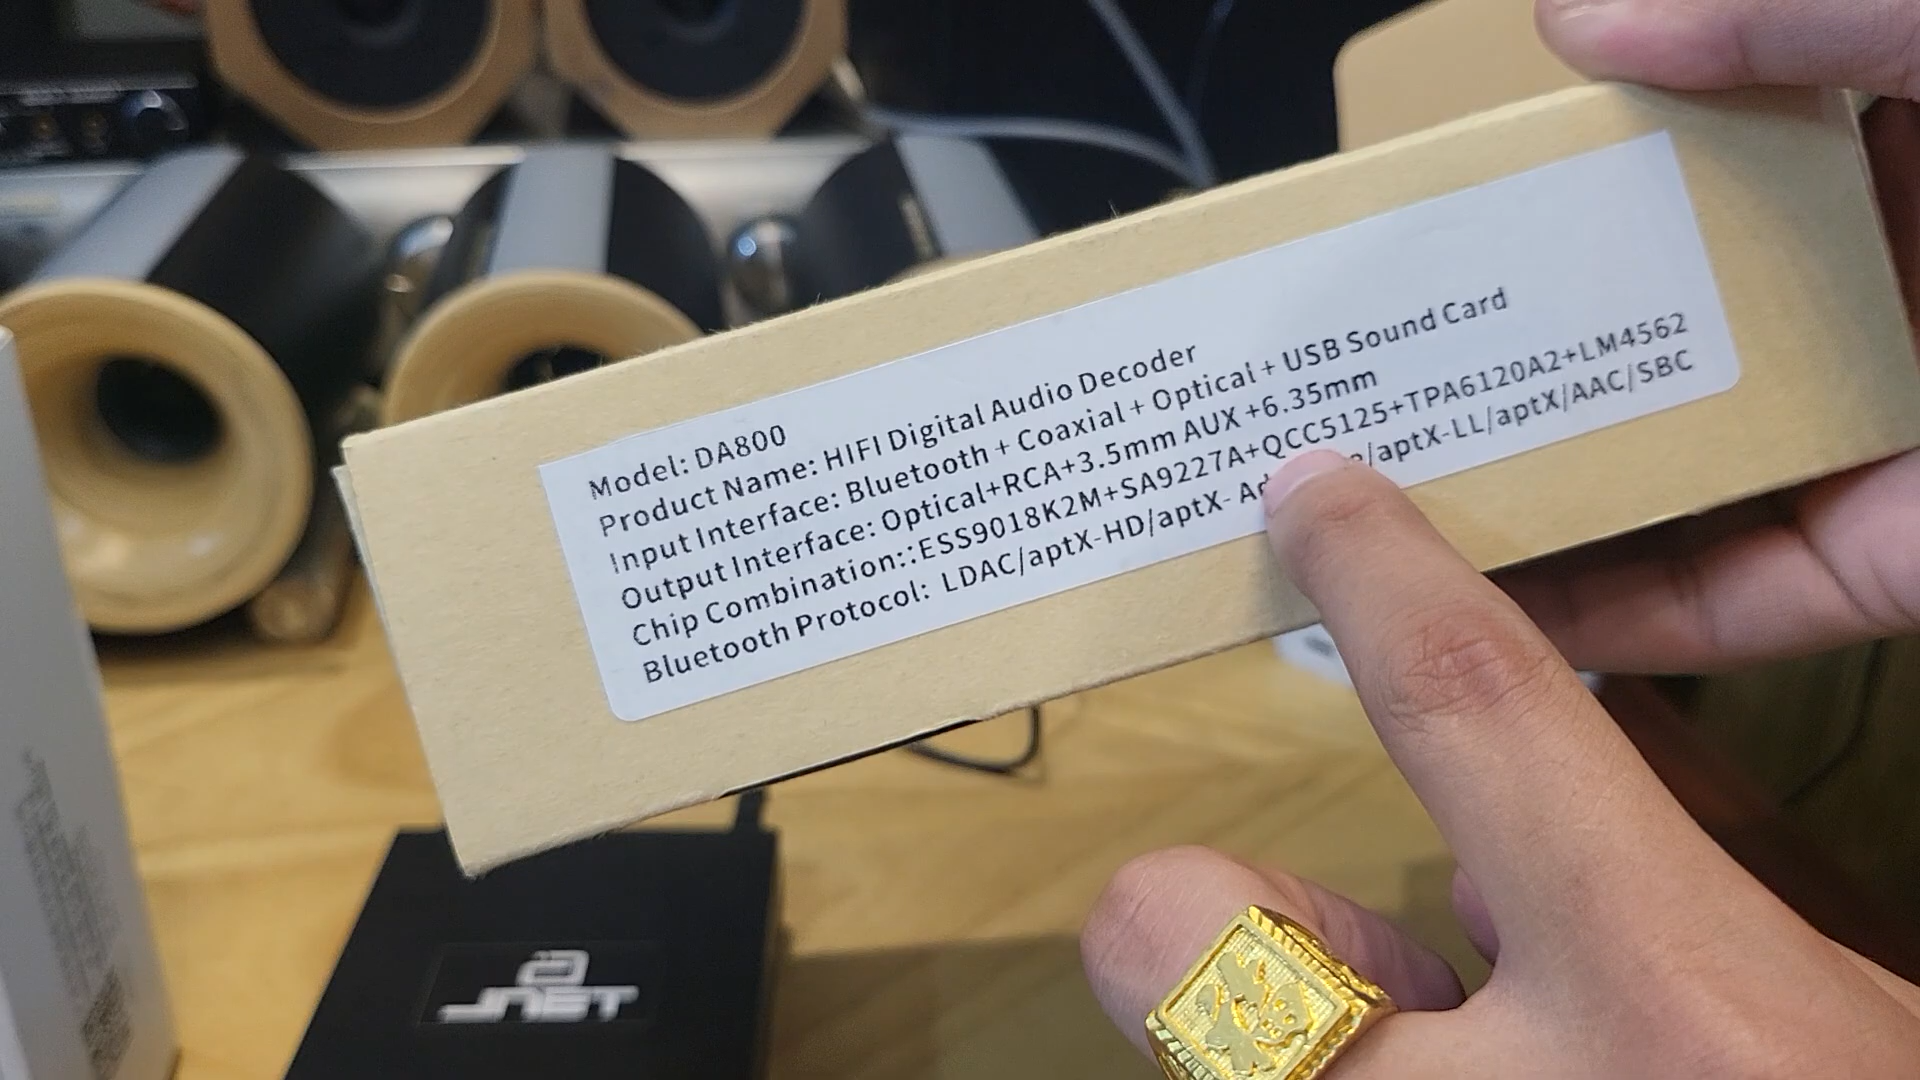 Model: DA800
Product Name: HIFI Digital Audio Decoder
Input Interface: Bluetooth + Coaxial + Optical + USB Sound Card
Output Interface: Optical+RCA+3.5mm AUX +6.35mm
Chip Combination::ESS9018K2M+SA9227A+QCC5125+TPA6120A2+LM4562
Bluetooth Protocol: LDAC/aptX-HD/aptX- /aptX-LL/aptX/AAC/SBC
JNET